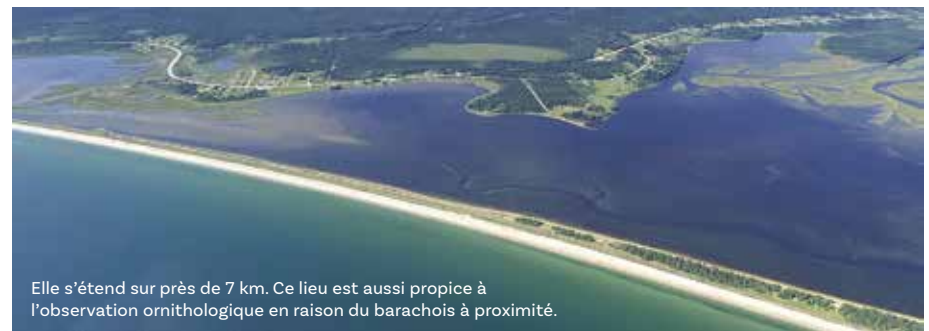 Elle s’étend sur près de 7 km. Ce lieu est aussi propice à
l’observation ornithologique en raison du barachois à proximité.